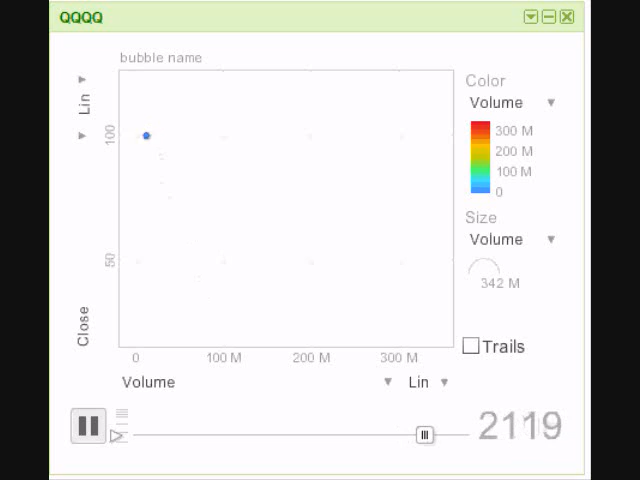 QQQQ
bubble name
Color
Lin
Volume
300 M
200 M
100 M
0
100
Size
Volume
342 M
50
Close
Trails
0 100 M 200 M 300 M
Volume Lin
2119